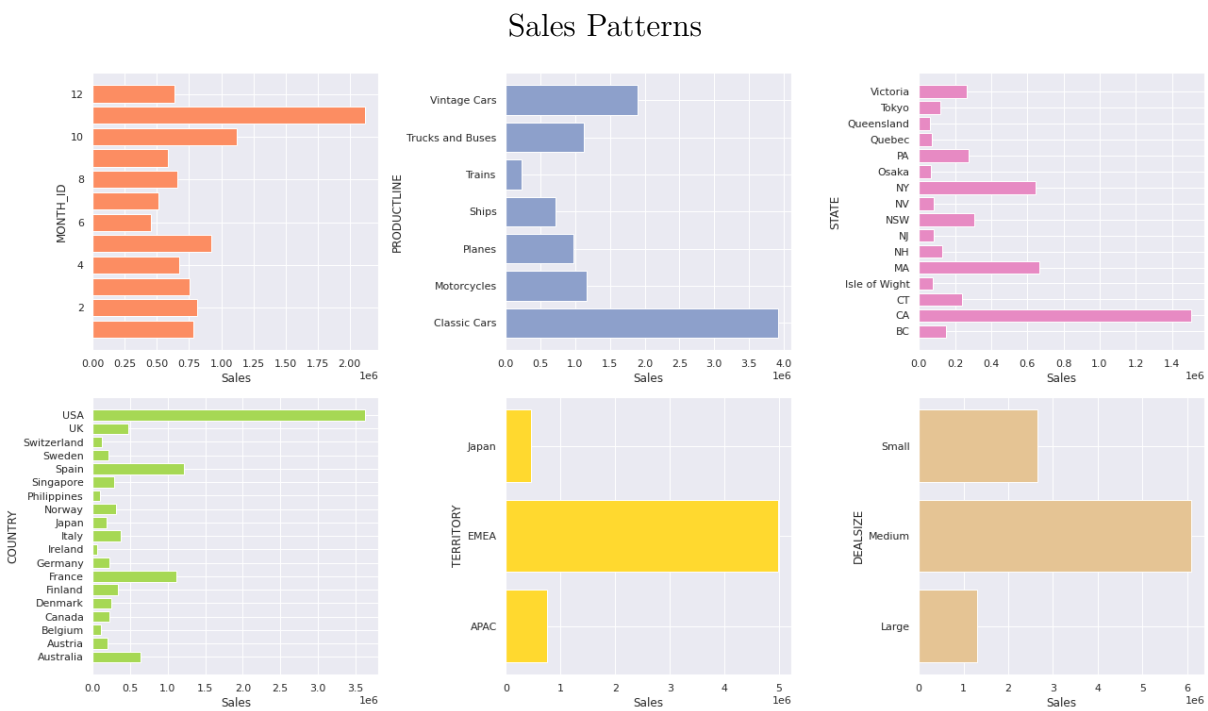 Sales Patterns
MONTH_ID
12
10
8
6
4
2
0.00 0.25 0.50 0.75 1.00 1.25 1.50 1.75 2.00
1e6
Sales
PRODUCTLINE
Vintage Cars
Trucks and Buses
Trains
Ships
Planes
Motorcycles
Classic Cars
0.0 0.5 1.0 1.5 2.0 2.5 3.0 3.5 4.0
1e6
Sales
STATE
Victoria
Tokyo
Queensland
Quebec
PA
Osaka
NY
NV
NSW
NJ
NH
MA
Isle of Wight
CT
CA
BC
0.0 0.2 0.4 0.6 0.8 1.0 1.2 1.4
1e6
Sales
COUNTRY
USA
UK
Switzerland
Sweden
Spain
Singapore
Philippines
Norway
Japan
Italy
Ireland
Germany
France
Finland
Denmark
Canada
Belgium
Austria
Australia
0.0 0.5 1.0 1.5 2.0 2.5 3.0 3.5
1e6
Sales
TERRITORY
Japan
EMEA
APAC
0 1 2 3 4 5
1e6
Sales
DEALSIZE
Small
Medium
Large
0 1 2 3 4 5 6
1e6
Sales